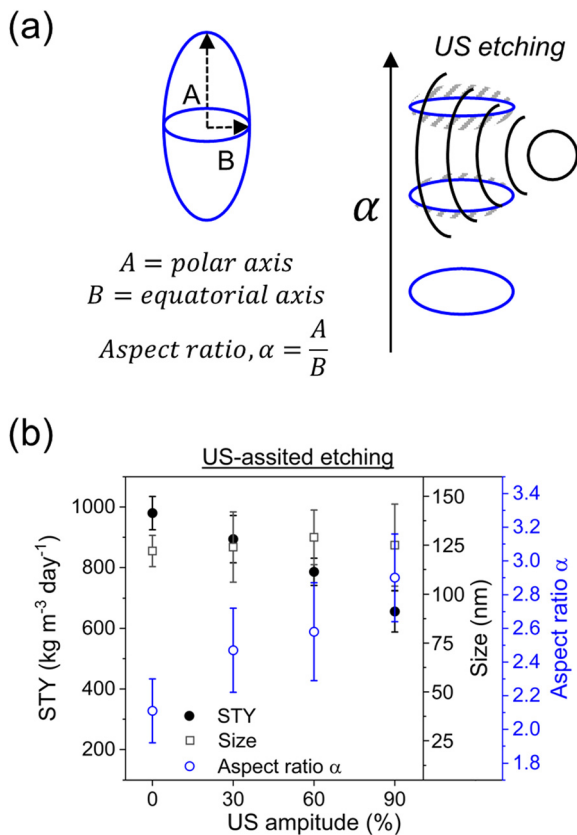 (a)
US etching
A
B
α
A = polar axis
B = equatorial axis
Aspect ratio, α = A/B
(b)
US-assited etching
STY (kg m⁻³ day⁻¹)
1000
800
600
400
200
150
125
100
75
50
25
Size (nm)
3.4
3.2
3.0
2.8
2.6
2.4
2.2
2.0
1.8
Aspect ratio α
STY
Size
Aspect ratio α
0 30 60 90
US ampitude (%)